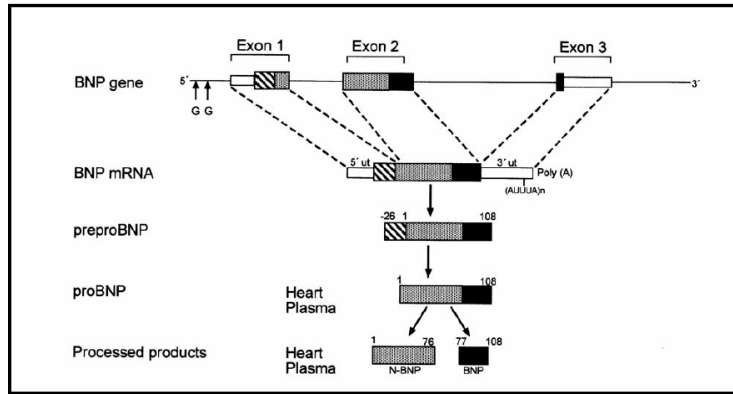 Exon 1 Exon 2 Exon 3
BNP gene 5´ 3´
G G
5´ ut 3´ ut
BNP mRNA Poly (A)
(AUUUA)n
-26 1 108
preproBNP
1 108
proBNP Heart
Plasma
1 76 77 108
Processed products Heart
Plasma N-BNP BNP